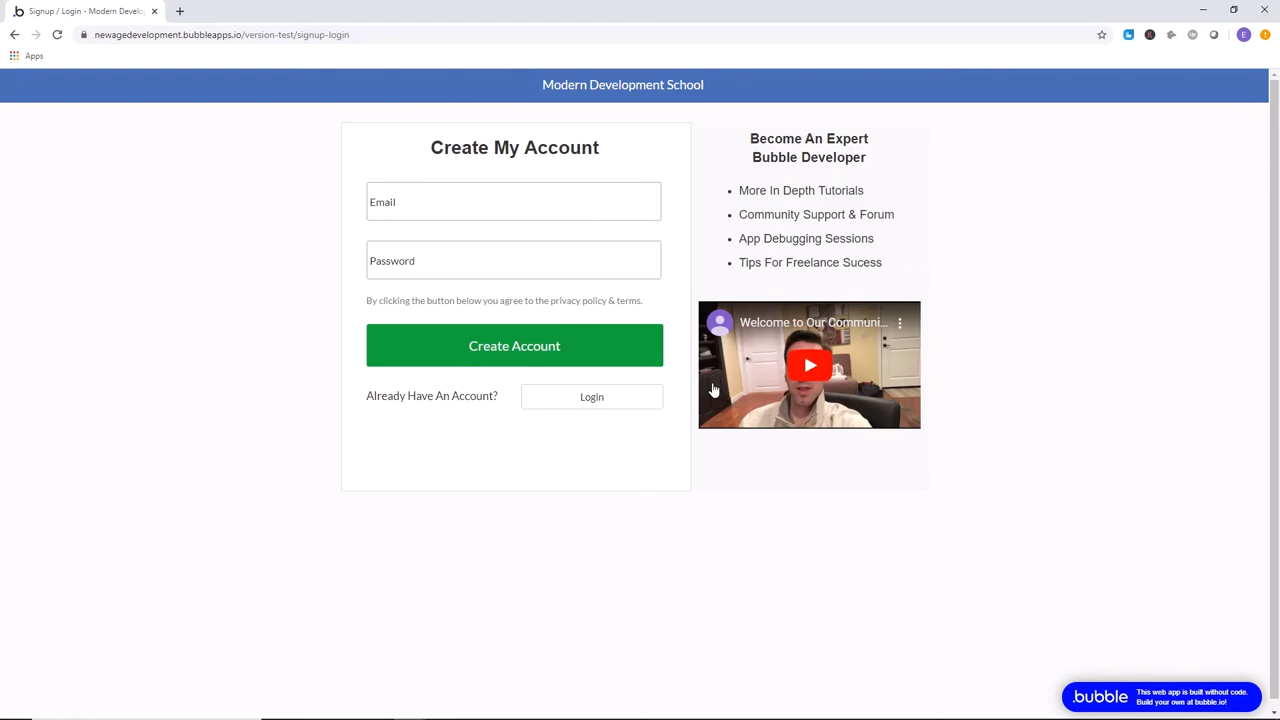 Signup / Login - Modern Develo
newagedevelopment.bubbleapps.io/version-test/signup-login
E
Apps
Modern Development School
Create My Account
Email
Password
By clicking the button below you agree to the privacy policy & terms.
Create Account
Already Have An Account?
Login
Become An Expert
Bubble Developer
More In Depth Tutorials
Community Support & Forum
App Debugging Sessions
Tips For Freelance Sucess
Welcome to Our Communi...
.bubble
This web app is built without code.
Build your own at bubble.io!